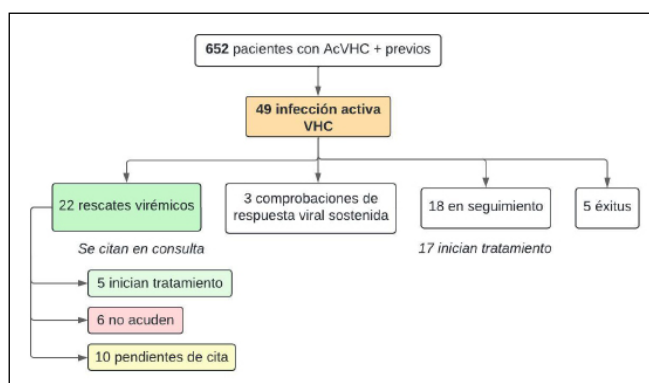 652 pacientes con AcVHC + previos
49 infección activa
VHC
22 rescates virémicos
3 comprobaciones de
respuesta viral sostenida
18 en seguimiento
5 éxitus
Se citan en consulta
17 inician tratamiento
5 inician tratamiento
6 no acuden
10 pendientes de cita